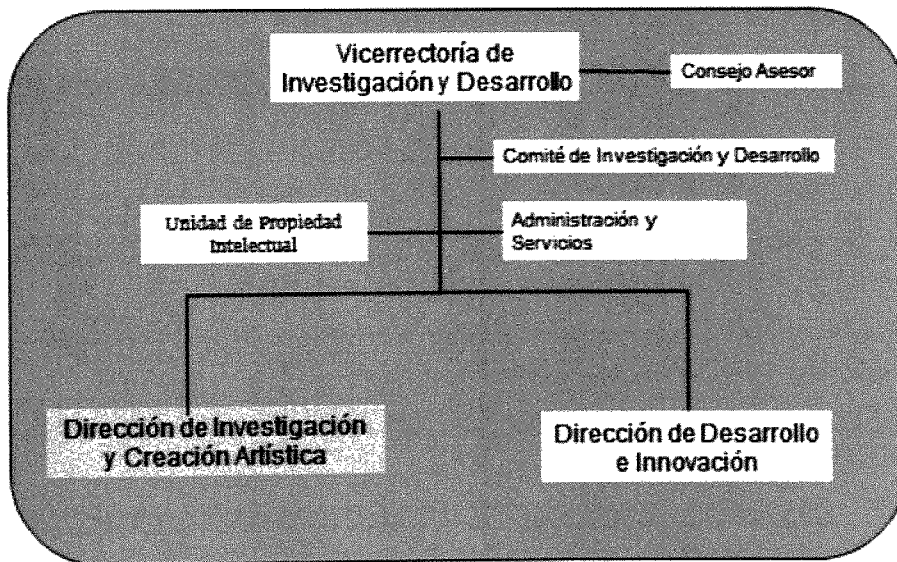 Vicerrectoría de
Investigación y Desarrollo
Consejo Asesor
Comité de Investigación y Desarrollo
Unidad de Propiedad
Intelectual
Administración y
Servicios
Dirección de Investigación
y Creación Artística
Dirección de Desarrollo
e Innovación